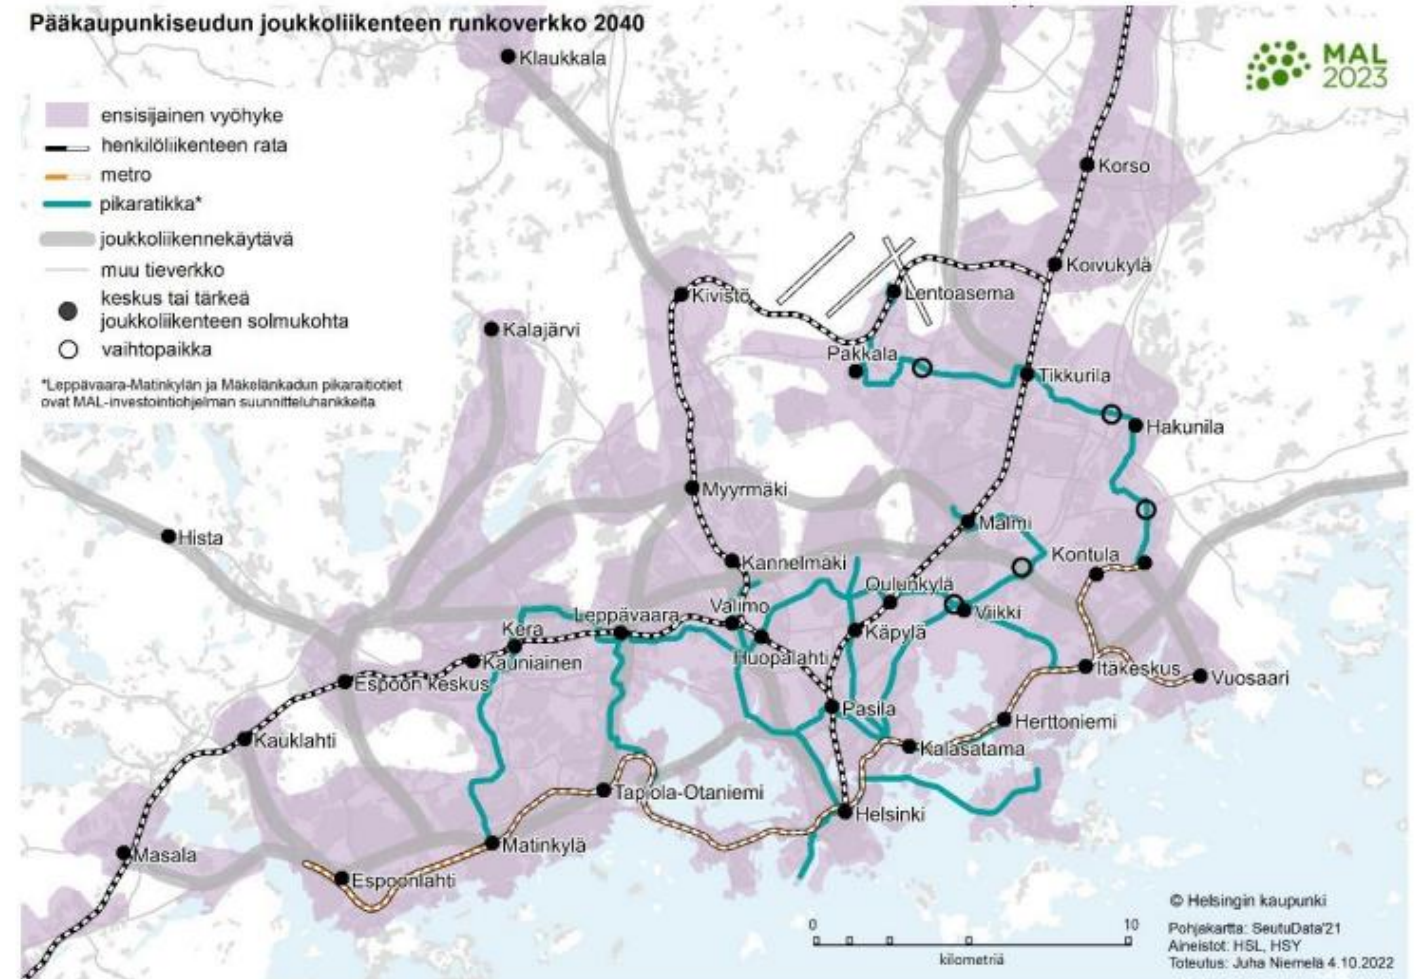 Pääkaupunkiseudun joukkoliikenteen runkoverkko 2040
MAL
2023
ensisijainen vyöhyke
henkilöliikenteen rata
metro
pikaratikka*
joukkoliikennekäytävä
muu tieverkko
keskus tai tärkeä
joukkoliikenteen solmukohta
vaihtopaikka
*Leppävaara-Matinkylän ja Mäkelänkadun pikaraitiotiet
ovat MAL-investointiohjelman suunnitteluhankkeita
Klaukkala
Korso
Koivukylä
Kivistö
Lentoasema
Kalajärvi
Pakkala
Tikkurila
Hakunila
Myyrmäki
Malmi
Hista
Kontula
Kannelmäki
Oulunkylä
Valimo
Viikki
Leppävaara
Kera
Käpylä
Huopalahti
Kauniainen
Itäkeskus
Vuosaari
Espoon keskus
Pasila
Herttoniemi
Kauklahti
Kalasatama
Tapiola-Otaniemi
Helsinki
Matinkylä
Masala
Espoonlahti
0
10
kilometriä
© Helsingin kaupunki
Pohjakartta: SeutuData'21
Aineistot: HSL, HSY
Toteutus: Juha Niemelä 4.10.2022